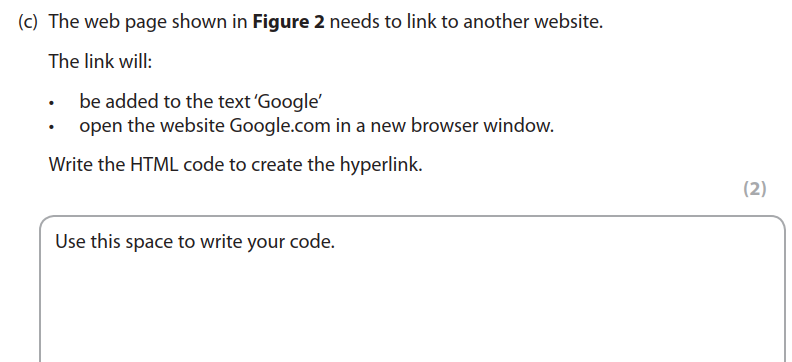 (c) The web page shown in Figure 2 needs to link to another website.
The link will:
• be added to the text ‘Google’
• open the website Google.com in a new browser window.
Write the HTML code to create the hyperlink.
(2)
Use this space to write your code.